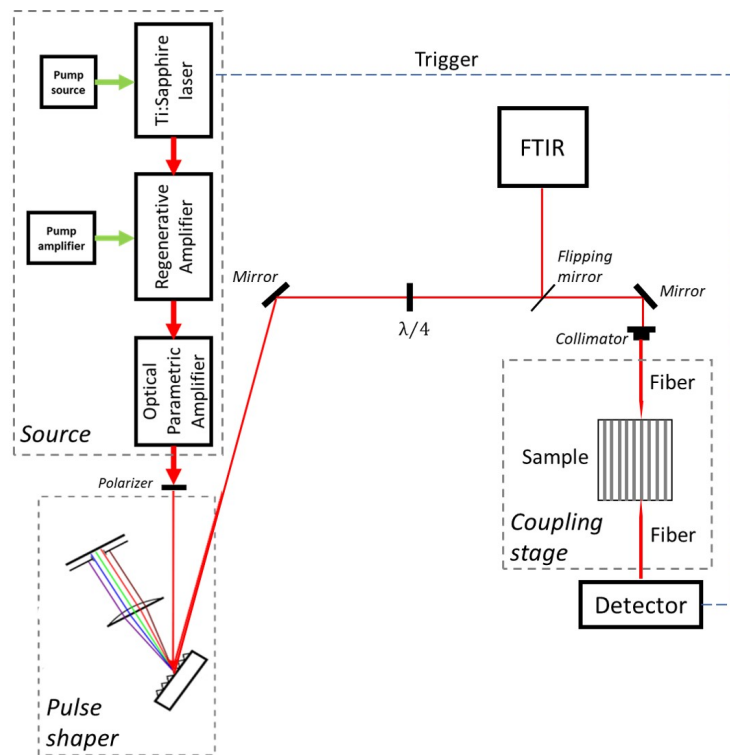 Pump
source
Ti:Sapphire
laser
Trigger
FTIR
Pump
amplifier
Regenerative
Amplifier
Mirror
Flipping
mirror
Mirror
λ/4
Collimator
Optical
Parametric
Amplifier
Source
Fiber
Polarizer
Sample
Coupling
stage
Fiber
Detector
Pulse
shaper